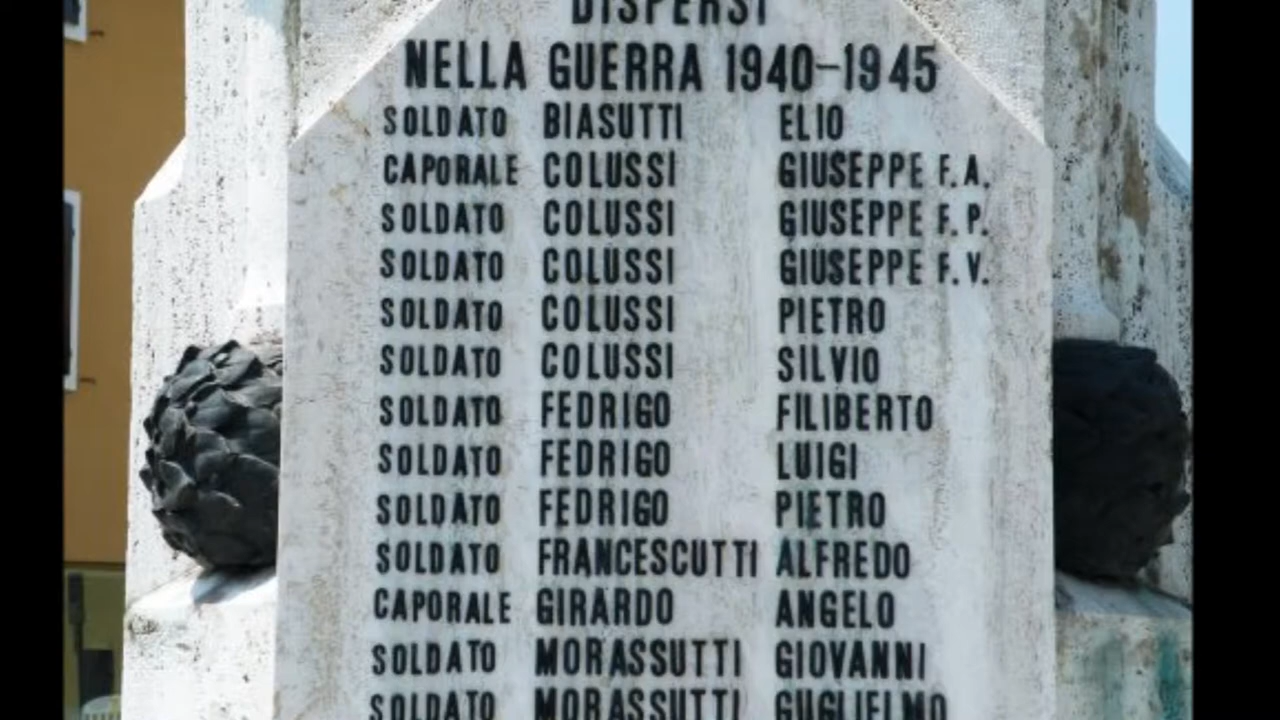 DISPERSI
NELLA GUERRA 1940-1945
SOLDATO BIASUTTI ELIO
CAPORALE COLUSSI GIUSEPPE F. A.
SOLDATO COLUSSI GIUSEPPE F. P.
SOLDATO COLUSSI GIUSEPPE F. V.
SOLDATO COLUSSI PIETRO
SOLDATO COLUSSI SILVIO
SOLDATO FEDRIGO FILIBERTO
SOLDATO FEDRIGO LUIGI
SOLDATO FEDRIGO PIETRO
SOLDATO FRANCESCUTTI ALFREDO
CAPORALE GIRARDO ANGELO
SOLDATO MORASSUTTI GIOVANNI
SOLDATO MORASSUTTI GUGLIELMO